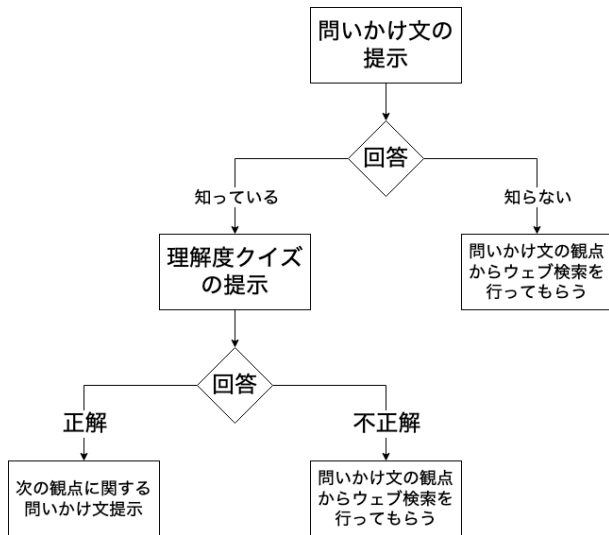 問いかけ文の
提示
回答
知っている
知らない
理解度クイズ
の提示
問いかけ文の観点
からウェブ検索を
行ってもらう
回答
正解
不正解
次の観点に関する
問いかけ文提示
問いかけ文の観点
からウェブ検索を
行ってもらう